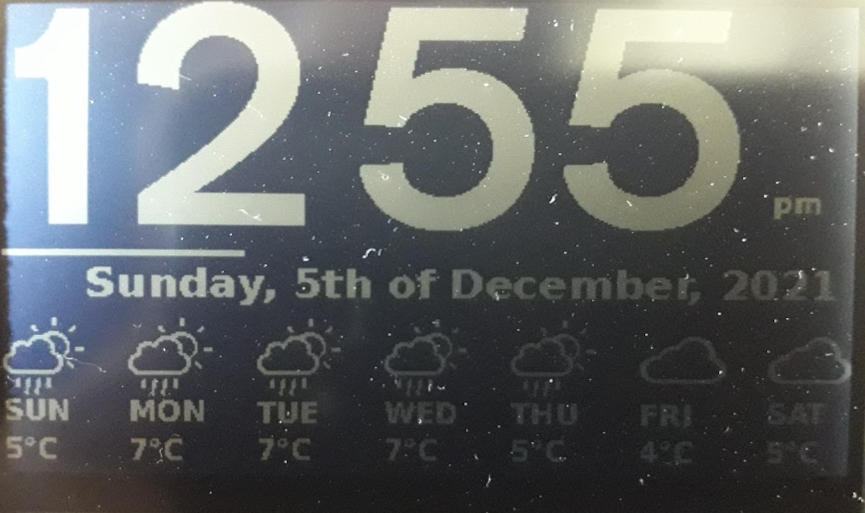 1255 pm
Sunday, 5th of December, 2021
SUN MON TUE WED THU FRI SAT
5°C 7°C 7°C 7°C 5°C 4°C 5°C